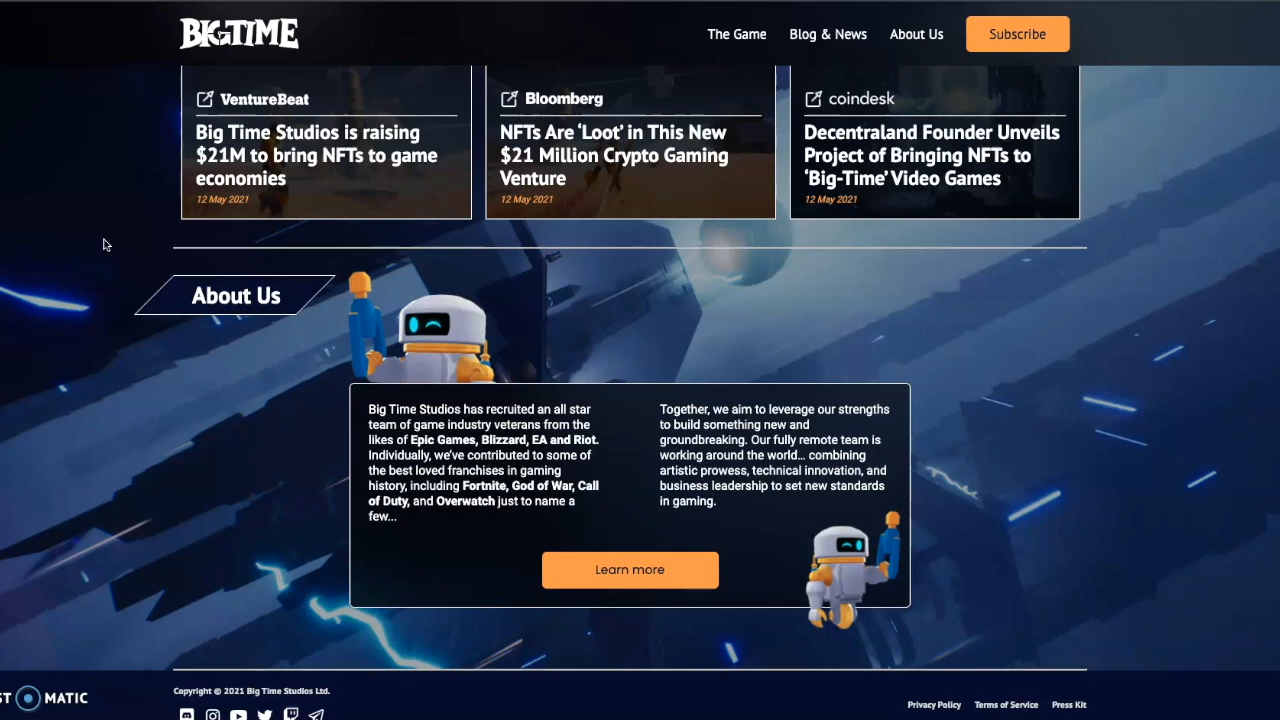 BIGTIME
The Game
Blog & News
About Us
Subscribe
VentureBeat
Big Time Studios is raising
$21M to bring NFTs to game
economies
12 May 2021
Bloomberg
NFTs Are ‘Loot’ in This New
$21 Million Crypto Gaming
Venture
12 May 2021
coindesk
Decentraland Founder Unveils
Project of Bringing NFTs to
‘Big-Time’ Video Games
12 May 2021
About Us
Big Time Studios has recruited an all star
team of game industry veterans from the
likes of Epic Games, Blizzard, EA and Riot.
Individually, we’ve contributed to some of
the best loved franchises in gaming
history, including Fortnite, God of War, Call
of Duty, and Overwatch just to name a
few...
Together, we aim to leverage our strengths
to build something new and
groundbreaking. Our fully remote team is
working around the world... combining
artistic prowess, technical innovation, and
business leadership to set new standards
in gaming.
Learn more
ST MATIC
Copyright © 2021 Big Time Studios Ltd.
Privacy Policy
Terms of Service
Press Kit